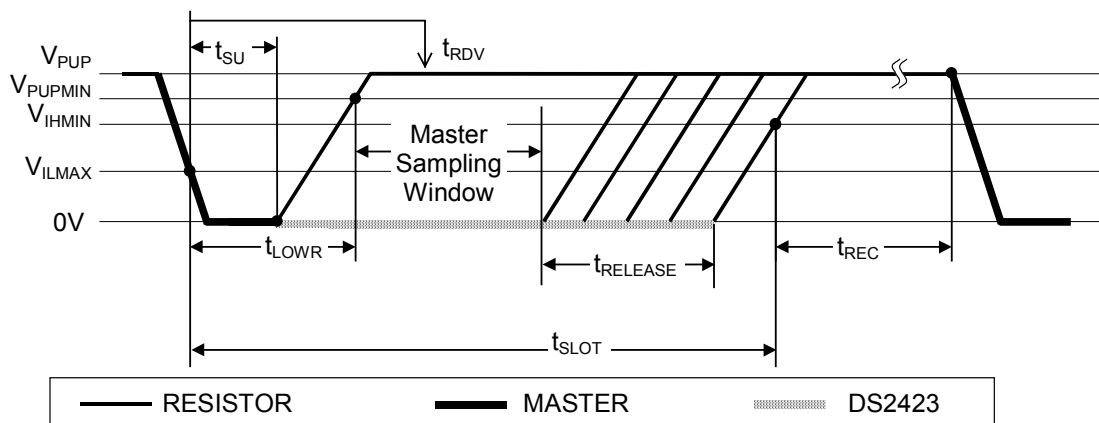 V_PUP
V_PUPMIN
V_IHMIN
V_ILMAX
0V
t_SU
t_RDV
Master
Sampling
Window
t_LOWR
t_RELEASE
t_REC
t_SLOT
RESISTOR MASTER DS2423